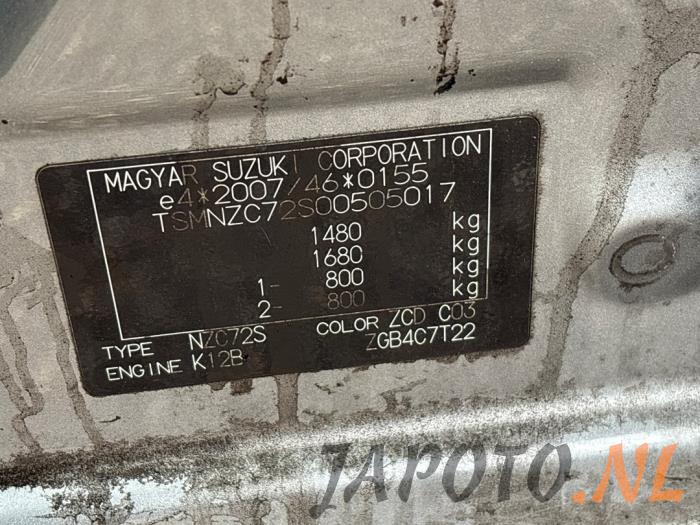 MAGYAR SUZUKI CORPORATION
e4*2007/46*0155
TSMNZC72S00505017
1480 kg
1680 kg
1- 800 kg
2- 800 kg
TYPE NZC72S COLOR ZCD C03
ENGINE K12B ZGB4C7T22
JAPOTO.NL